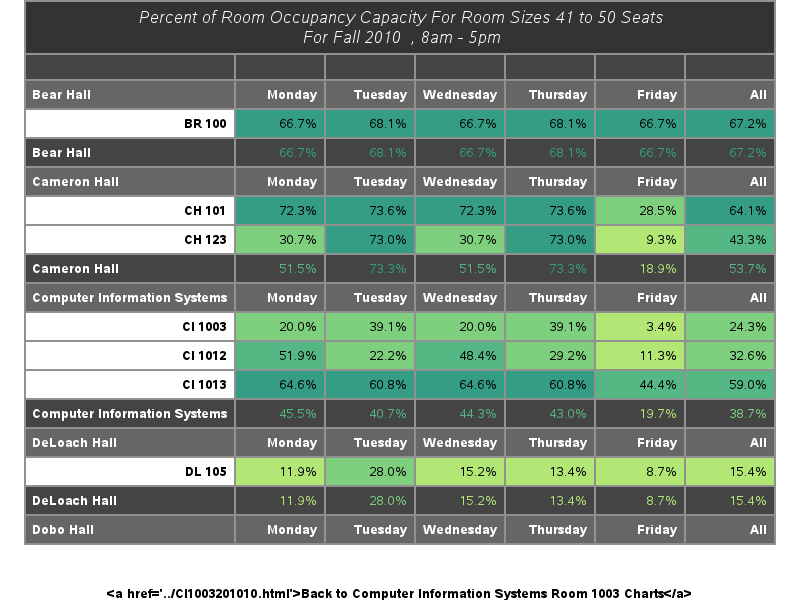 Percent of Room Occupancy Capacity For Room Sizes 41 to 50 Seats
For Fall 2010 , 8am - 5pm
Bear Hall Monday Tuesday Wednesday Thursday Friday All
BR 100 66.7% 68.1% 66.7% 68.1% 66.7% 67.2%
Bear Hall 66.7% 68.1% 66.7% 68.1% 66.7% 67.2%
Cameron Hall Monday Tuesday Wednesday Thursday Friday All
CH 101 72.3% 73.6% 72.3% 73.6% 28.5% 64.1%
CH 123 30.7% 73.0% 30.7% 73.0% 9.3% 43.3%
Cameron Hall 51.5% 73.3% 51.5% 73.3% 18.9% 53.7%
Computer Information Systems Monday Tuesday Wednesday Thursday Friday All
CI 1003 20.0% 39.1% 20.0% 39.1% 3.4% 24.3%
CI 1012 51.9% 22.2% 48.4% 29.2% 11.3% 32.6%
CI 1013 64.6% 60.8% 64.6% 60.8% 44.4% 59.0%
Computer Information Systems 45.5% 40.7% 44.3% 43.0% 19.7% 38.7%
DeLoach Hall Monday Tuesday Wednesday Thursday Friday All
DL 105 11.9% 28.0% 15.2% 13.4% 8.7% 15.4%
DeLoach Hall 11.9% 28.0% 15.2% 13.4% 8.7% 15.4%
Dobo Hall Monday Tuesday Wednesday Thursday Friday All
&lt;a href='../CI1003201010.html'&gt;Back to Computer Information Systems Room 1003 Charts&lt;/a&gt;